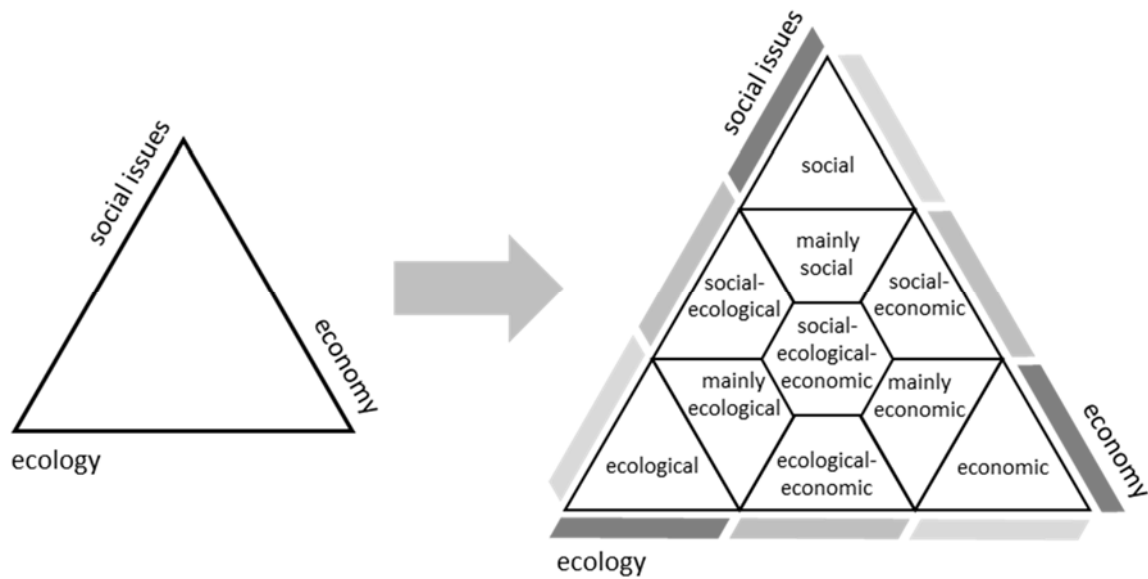 social issues
economy
ecology
social issues
social
mainly
social
social-
ecological
social-
economic
social-
ecological-
economic
mainly
ecological
mainly
economic
ecological
ecological-
economic
economic
economy
ecology